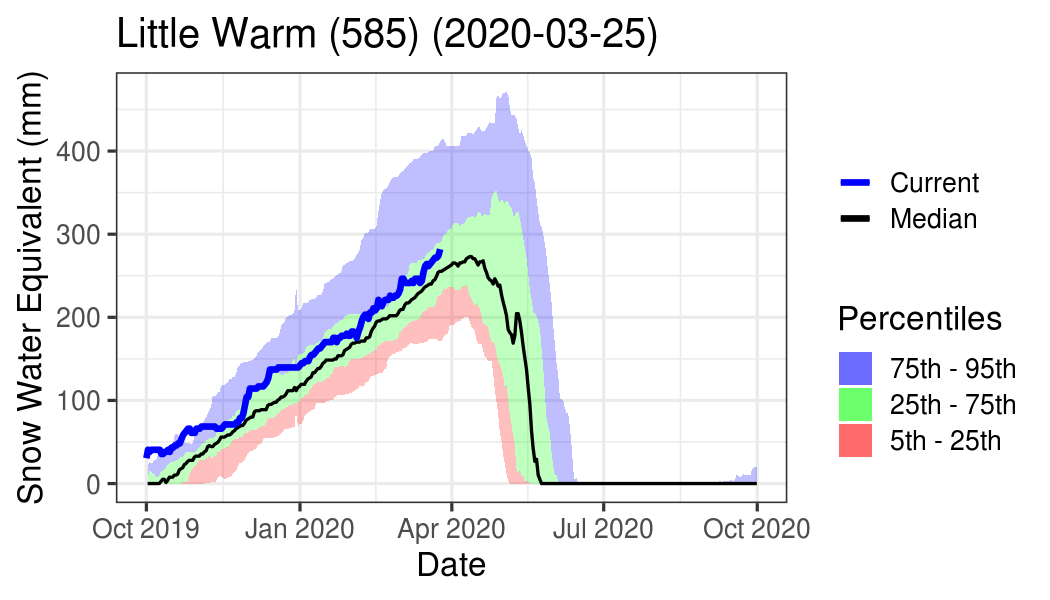 Little Warm (585) (2020-03-25)
Snow Water Equivalent (mm)
400
300
200
100
0
Oct 2019
Jan 2020
Apr 2020
Jul 2020
Oct 2020
Date
Current
Median
Percentiles
75th - 95th
25th - 75th
5th - 25th